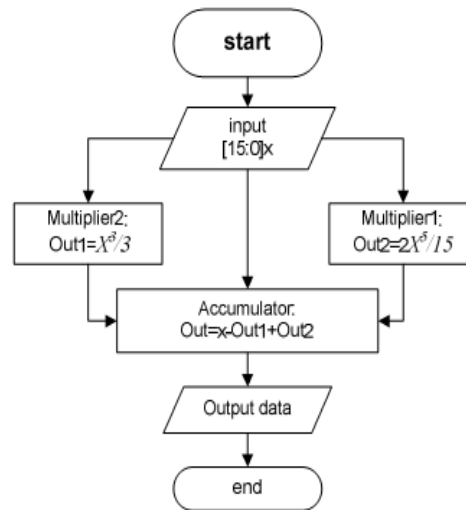 start
input
[15:0]x
Multiplier2:
Out1=X³/3
Multiplier1:
Out2=2X⁵/15
Accumulator:
Out=x-Out1+Out2
Output data
end